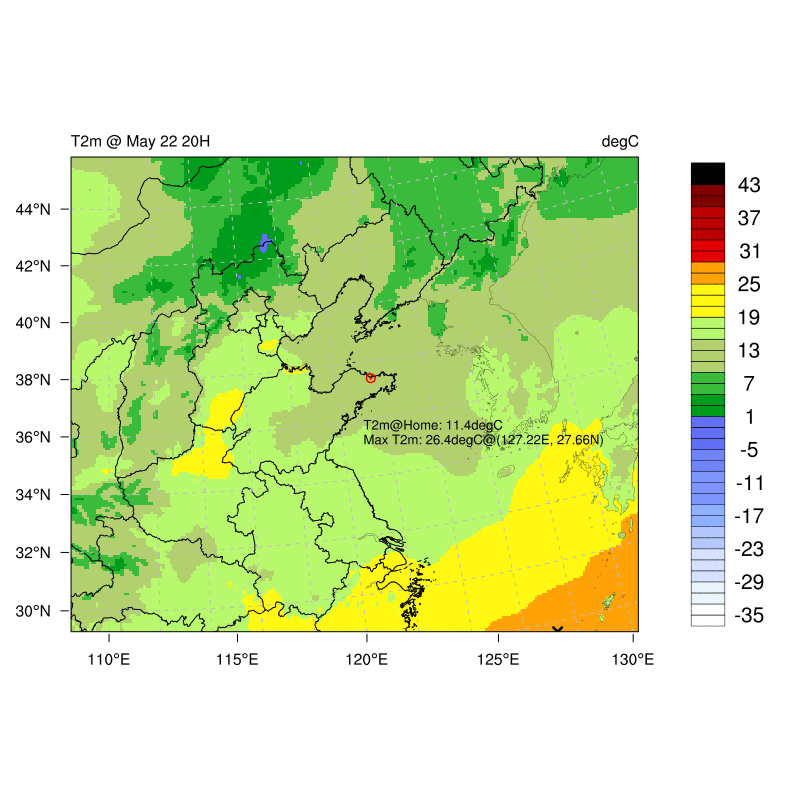 T2m @ May 22 20H degC
44°N
42°N
40°N
38°N
36°N
34°N
32°N
30°N
110°E 115°E 120°E 125°E 130°E
T2m@Home: 11.4degC
Max T2m: 26.4degC@(127.22E, 27.66N)
43
37
31
25
19
13
7
1
-5
-11
-17
-23
-29
-35